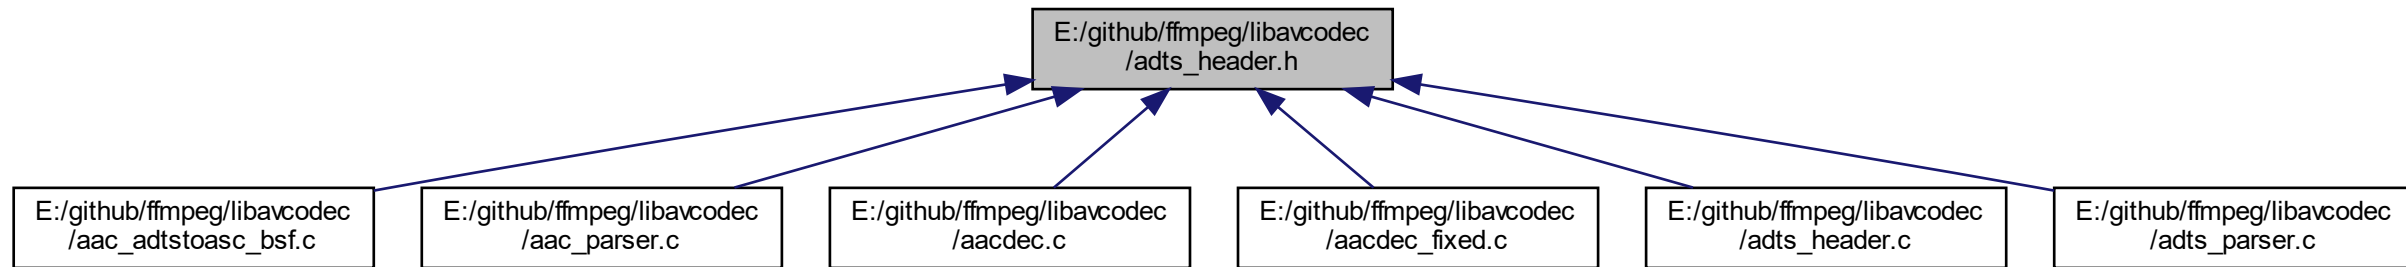 E:/github/ffmpeg/libavcodec
/adts_header.h
E:/github/ffmpeg/libavcodec
/aac_adtstoasc_bsf.c
E:/github/ffmpeg/libavcodec
/aac_parser.c
E:/github/ffmpeg/libavcodec
/aacdec.c
E:/github/ffmpeg/libavcodec
/aacdec_fixed.c
E:/github/ffmpeg/libavcodec
/adts_header.c
E:/github/ffmpeg/libavcodec
/adts_parser.c